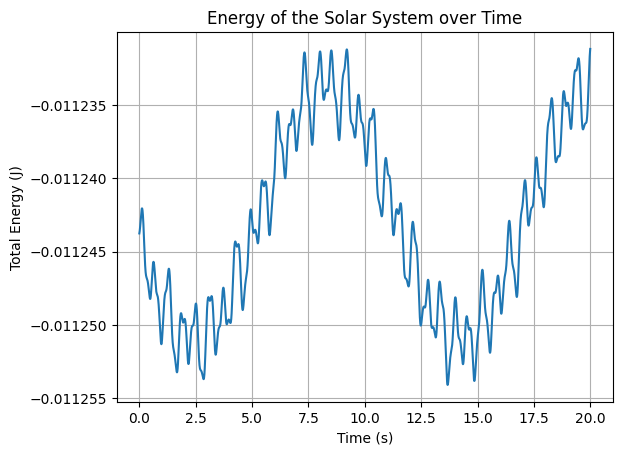 Energy of the Solar System over Time
Total Energy (J)
−0.011235
−0.011240
−0.011245
−0.011250
−0.011255
0.0 2.5 5.0 7.5 10.0 12.5 15.0 17.5 20.0
Time (s)